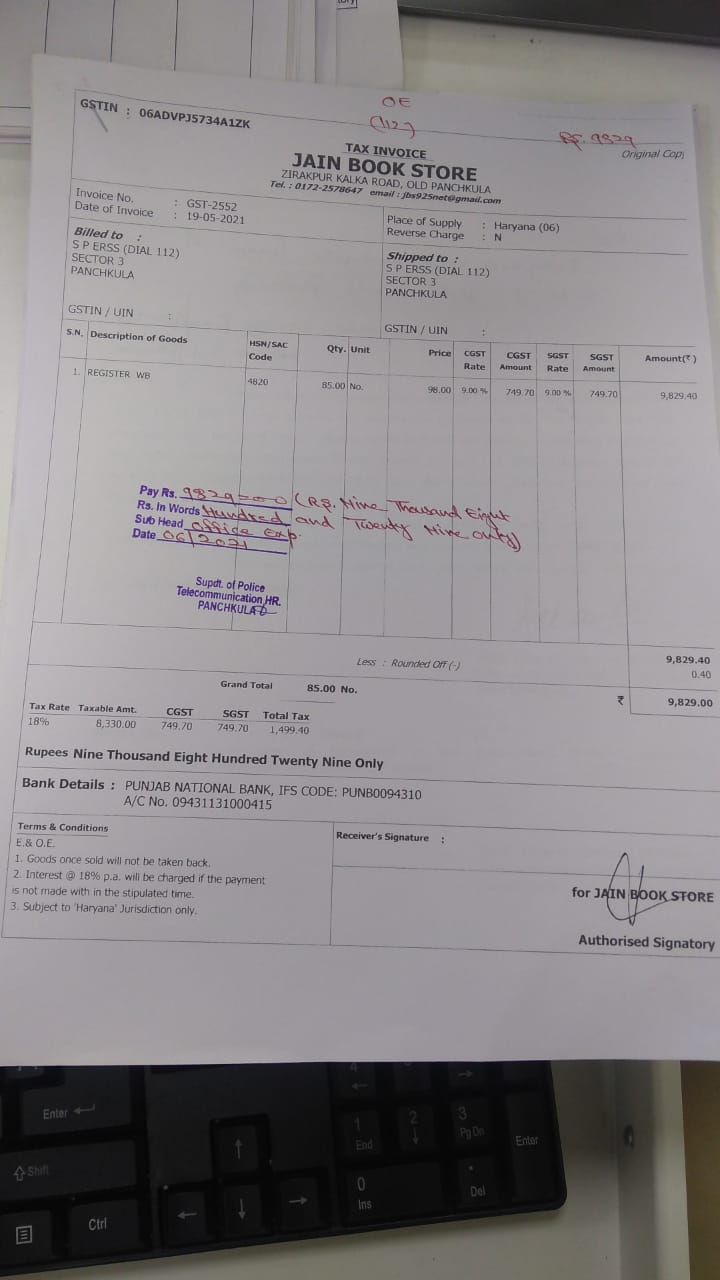 OE
(112)
Rs. 9829
GSTIN : 06ADVPJ5734A1ZK
Original Copy
TAX INVOICE
JAIN BOOK STORE
ZIRAKPUR KALKA ROAD, OLD PANCHKULA
Tel. : 0172-2578647 email : jbs925net@gmail.com
Invoice No. : GST-2552
Date of Invoice : 19-05-2021
Place of Supply : Haryana (06)
Reverse Charge : N
Billed to :
S P ERSS (DIAL 112)
SECTOR 3
PANCHKULA
GSTIN / UIN :
Shipped to :
S P ERSS (DIAL 112)
SECTOR 3
PANCHKULA
GSTIN / UIN :
S.N. Description of Goods HSN/SAC Code Qty. Unit Price CGST Rate CGST Amount SGST Rate SGST Amount Amount(₹)
1. REGISTER WB 4820 85.00 No. 98.00 9.00 % 749.70 9.00 % 749.70 9,829.40
Pay Rs. 9829=00 (Rs. Nine Thousand Eight
Rs. In Words Hundred and Twenty Nine only)
Sub Head office Exp.
Date 06/2021
Supdt. of Police
Telecommunication,HR.
PANCHKULA
9,829.40
Less : Rounded Off (-) 0.40
Grand Total 85.00 No. ₹ 9,829.00
Tax Rate Taxable Amt. CGST SGST Total Tax
18% 8,330.00 749.70 749.70 1,499.40
Rupees Nine Thousand Eight Hundred Twenty Nine Only
Bank Details : PUNJAB NATIONAL BANK, IFS CODE: PUNB0094310
A/C No. 09431131000415
Terms & Conditions
E.& O.E.
1. Goods once sold will not be taken back.
2. Interest @ 18% p.a. will be charged if the payment
is not made with in the stipulated time.
3. Subject to 'Haryana' Jurisdiction only.
Receiver's Signature :
for JAIN BOOK STORE
Authorised Signatory
Enter
Shift
Ctrl
1
End
2
3
Pg Dn
Enter
0
Ins
.
Del